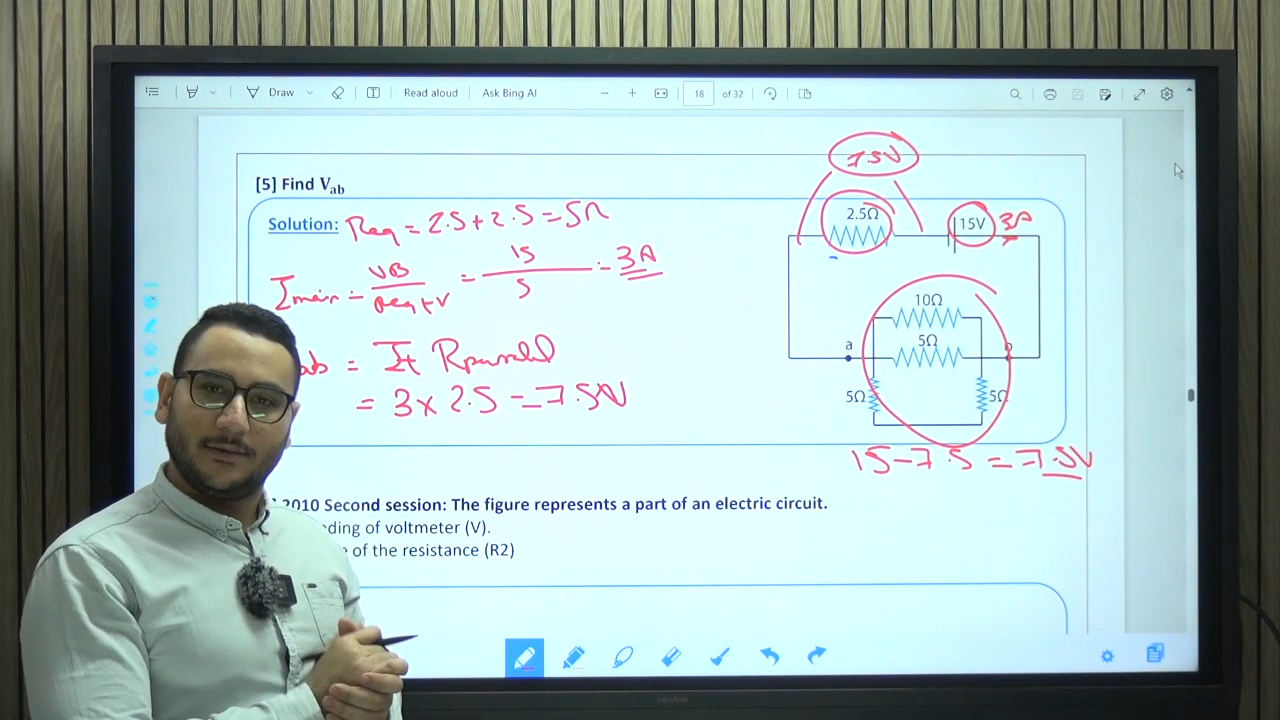 Draw
Read aloud
Ask Bing AI
18
of 32
[5] Find Vab
Solution: Req = 2.5 + 2.5 = 5Ω
Imain = VB / Req + r = 15 / 5 = 3A
ab = It Rparallel
= 3 × 2.5 = 7.5V
7.5V
2.5Ω
15V
3A
10Ω
5Ω
a
b
5Ω
5Ω
15 - 7.5 = 7.5V
2010 Second session: The figure represents a part of an electric circuit.
ding of voltmeter (V).
of the resistance (R2)
newline